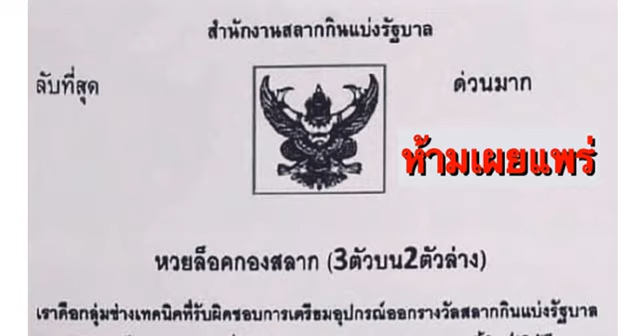 สำนักงานสลากกินแบ่งรัฐบาล
ลับที่สุด
ด่วนมาก
ห้ามเผยแพร่
หวยล็อคกองสลาก (3ตัวบน2ตัวล่าง)
เราคือกลุ่มช่างเทคนิคที่รับผิดชอบการเตรียมอุปกรณ์ออกรางวัลสลากกินแบ่งรัฐบาล